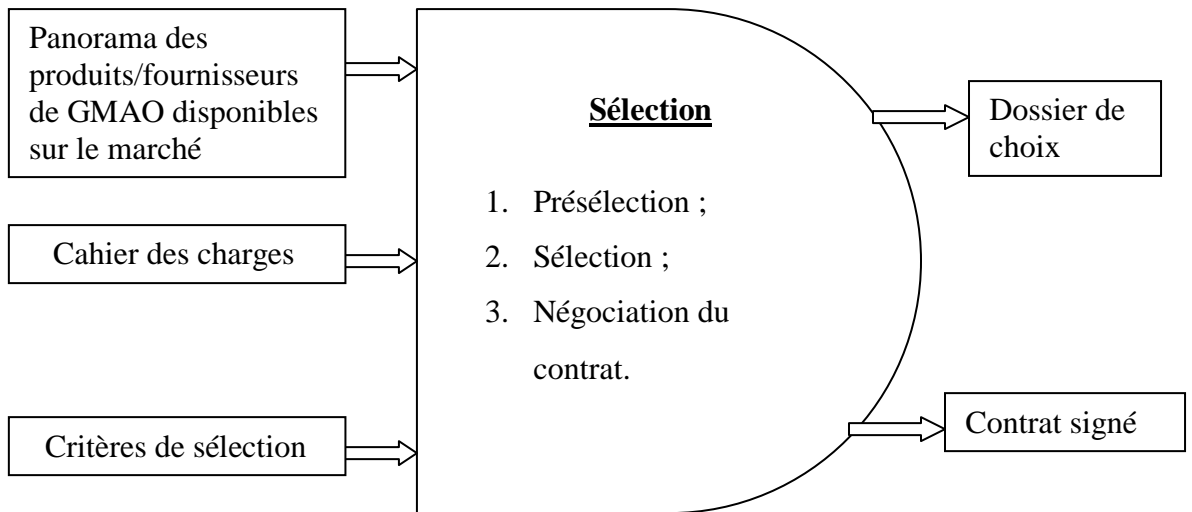 Panorama des
produits/fournisseurs
de GMAO disponibles
sur le marché
Cahier des charges
Critères de sélection
Sélection
1. Présélection ;
2. Sélection ;
3. Négociation du
contrat.
Dossier de
choix
Contrat signé